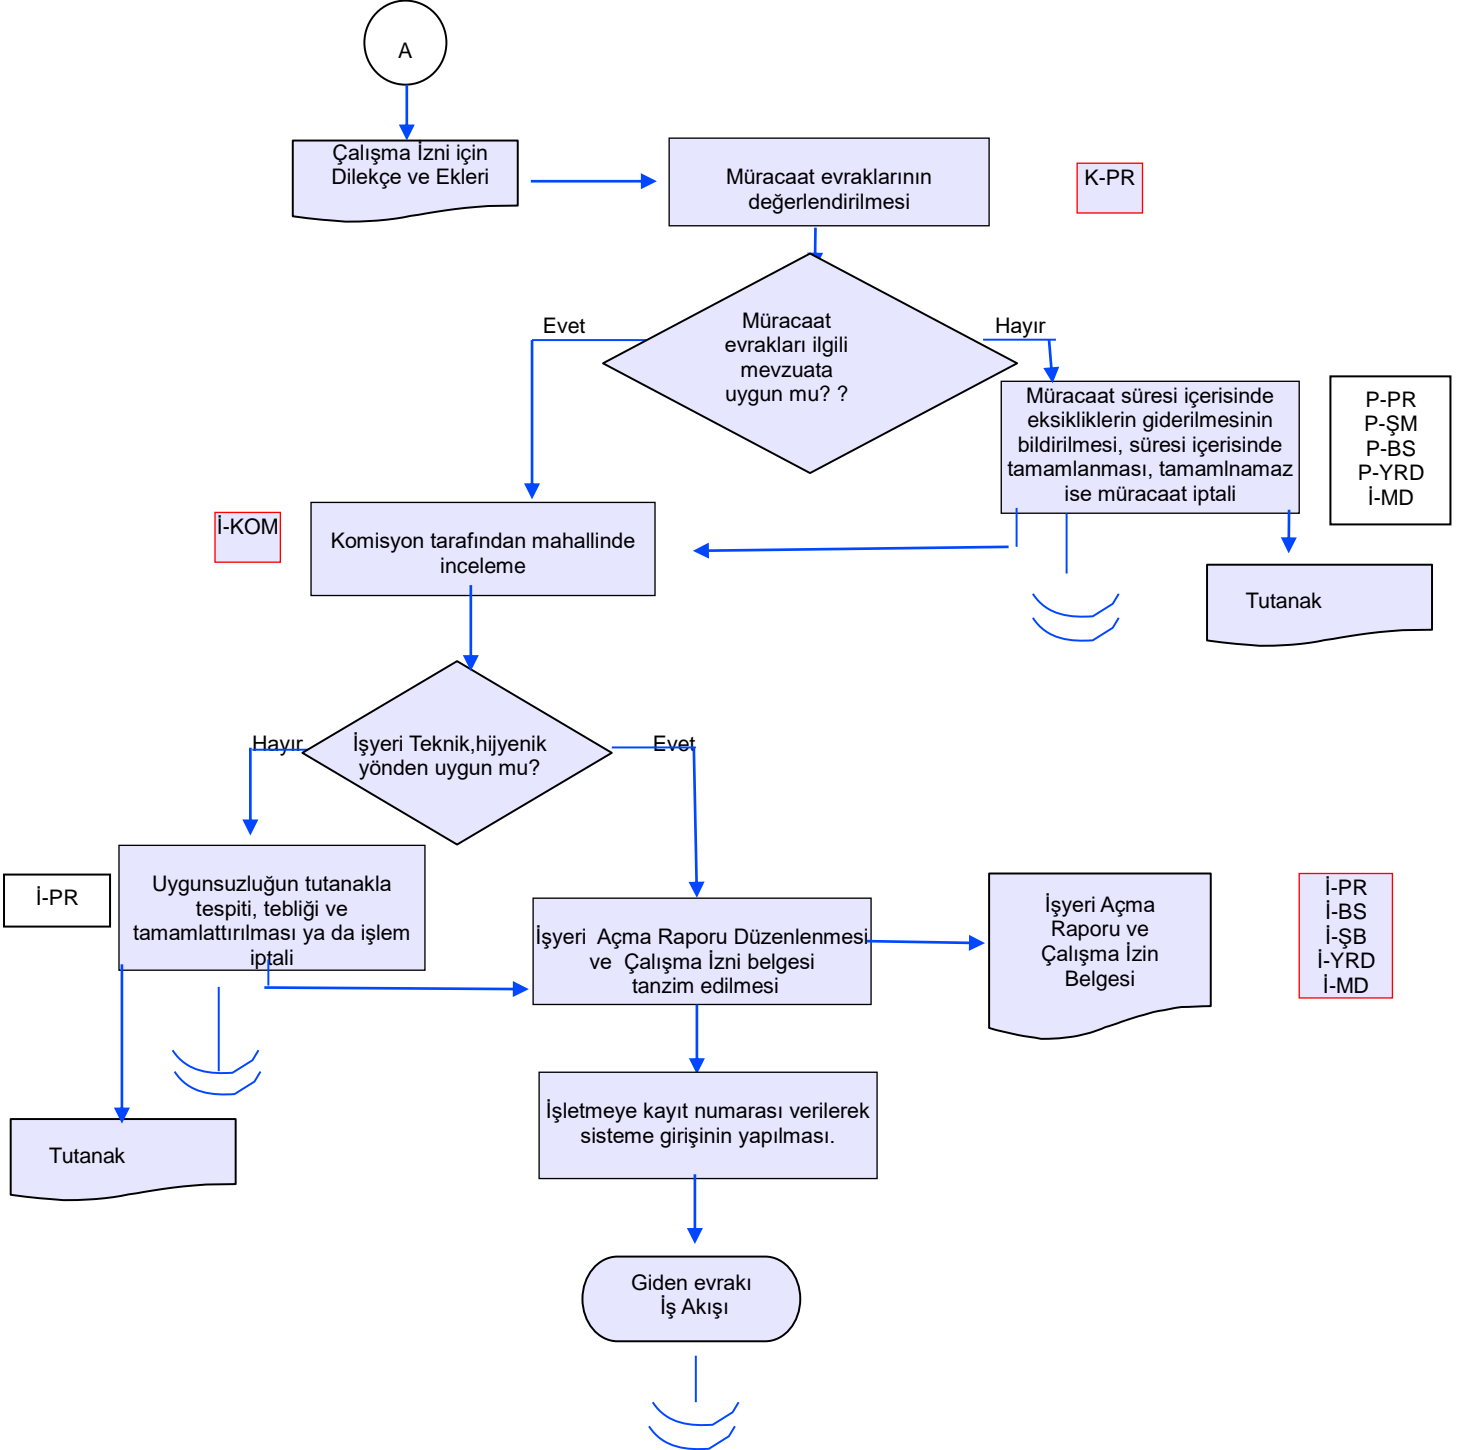 A
Çalışma İzni için
Dilekçe ve Ekleri
Müracaat evraklarının
değerlendirilmesi
K-PR
Evet
Müracaat
evrakları ilgili
mevzuata
uygun mu? ?
Hayır
Müracaat süresi içerisinde
eksikliklerin giderilmesinin
bildirilmesi, süresi içerisinde
tamamlanması, tamamlnamaz
ise müracaat iptali
P-PR
P-ŞM
P-BS
P-YRD
İ-MD
İ-KOM
Komisyon tarafından mahallinde
inceleme
Tutanak
Hayır
İşyeri Teknik,hijyenik
yönden uygun mu?
Evet
İ-PR
Uygunsuzluğun tutanakla
tespiti, tebliği ve
tamamlattırılması ya da işlem
iptali
İşyeri  Açma Raporu Düzenlenmesi
ve  Çalışma İzni belgesi
tanzim edilmesi
İşyeri Açma
Raporu ve
Çalışma İzin
Belgesi
İ-PR
İ-BS
İ-ŞB
İ-YRD
İ-MD
İşletmeye kayıt numarası verilerek
sisteme girişinin yapılması.
Tutanak
Giden evrakı
İş Akışı